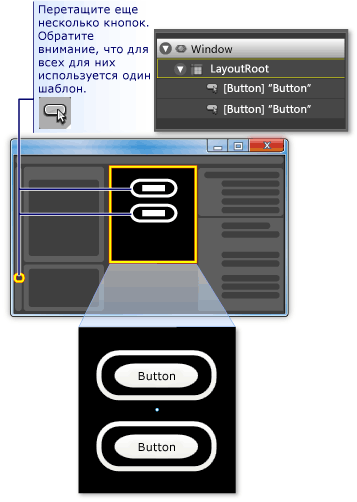 Перетащите еще
несколько кнопок.
Обратите
внимание, что для
всех для них
используется один
шаблон.
Window
LayoutRoot
[Button] "Button"
[Button] "Button"
Button
Button